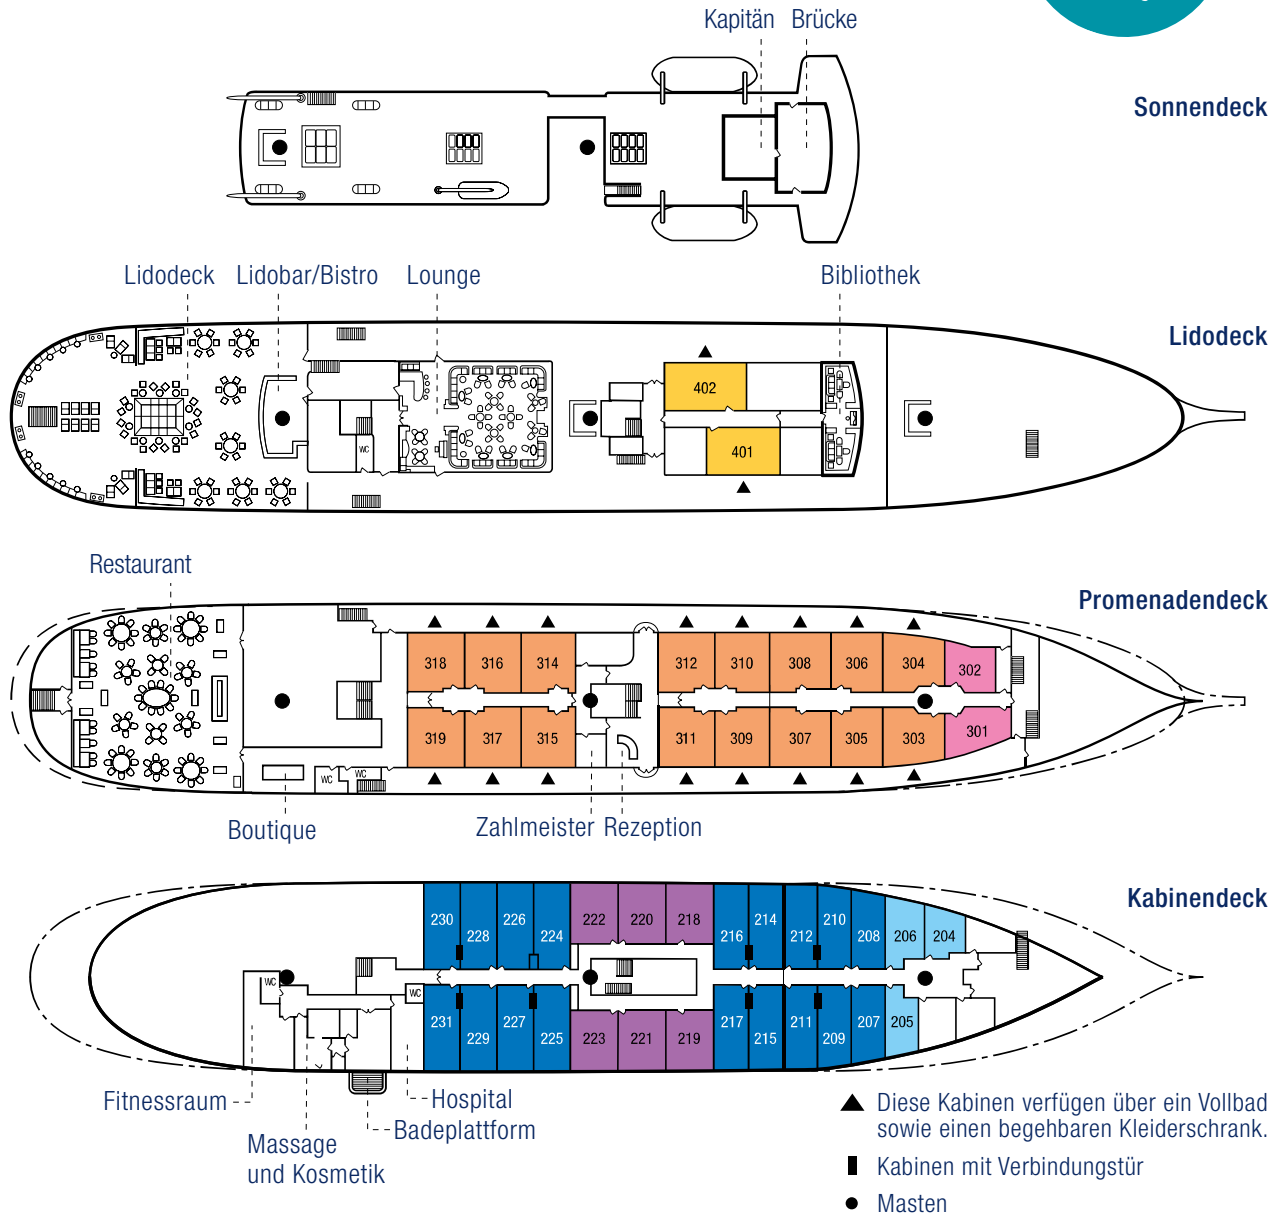 Kapitän Brücke
Sonnendeck
Lidodeck Lidobar/Bistro Lounge Bibliothek
Lidodeck
402
WC
401
Restaurant
Promenadendeck
318 316 314 312 310 308 306 304 302
319 317 315 311 309 307 305 303 301
WC WC
Boutique Zahlmeister Rezeption
Kabinendeck
230 228 226 224 222 220 218 216 214 212 210 208 206 204
WC
WC
231 229 227 225 223 221 219 217 215 211 209 207 205
Fitnessraum
Hospital
Badeplattform
Massage
und Kosmetik
Diese Kabinen verfügen über ein Vollbad
sowie einen begehbaren Kleiderschrank.
Kabinen mit Verbindungstür
Masten